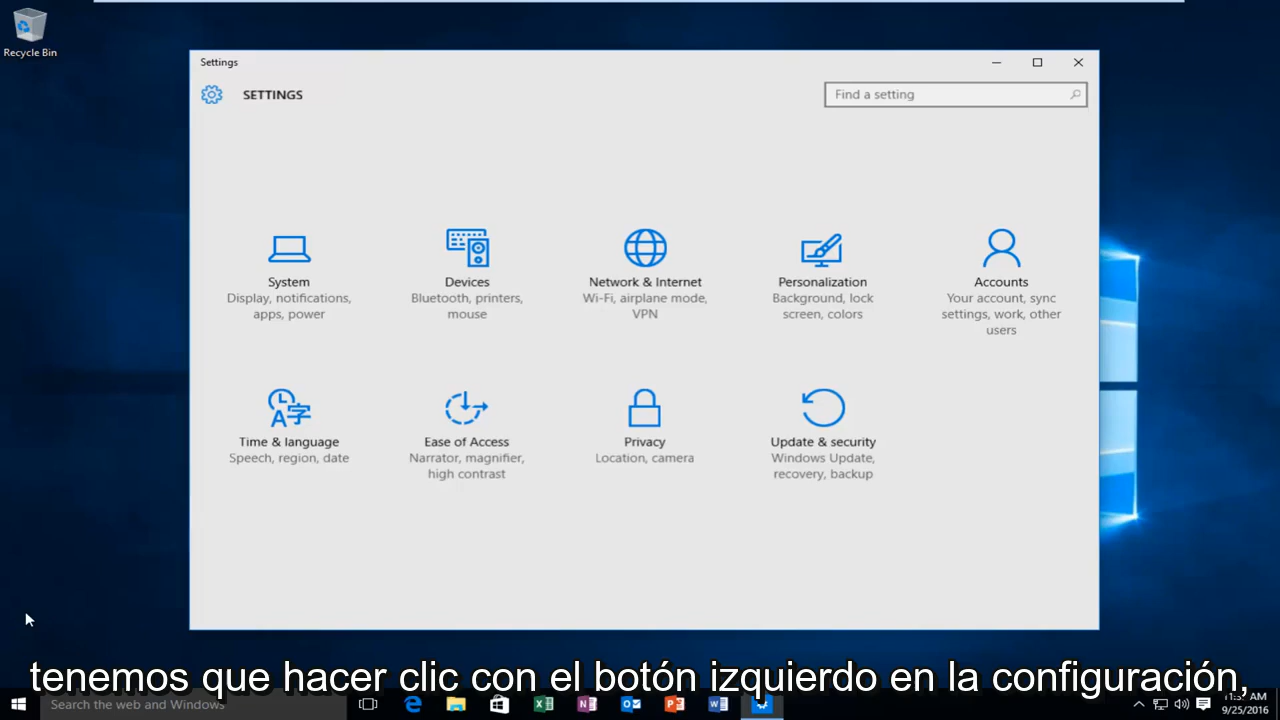 Recycle Bin
Settings
SETTINGS
Find a setting
System
Display, notifications,
apps, power
Devices
Bluetooth, printers,
mouse
Network & Internet
Wi-Fi, airplane mode,
VPN
Personalization
Background, lock
screen, colors
Accounts
Your account, sync
settings, work, other
users
Time & language
Speech, region, date
Ease of Access
Narrator, magnifier,
high contrast
Privacy
Location, camera
Update & security
Windows Update,
recovery, backup
tenemos que hacer clic con el botón izquierdo en la configuración,
Search the web and Windows
AM
9/25/2016